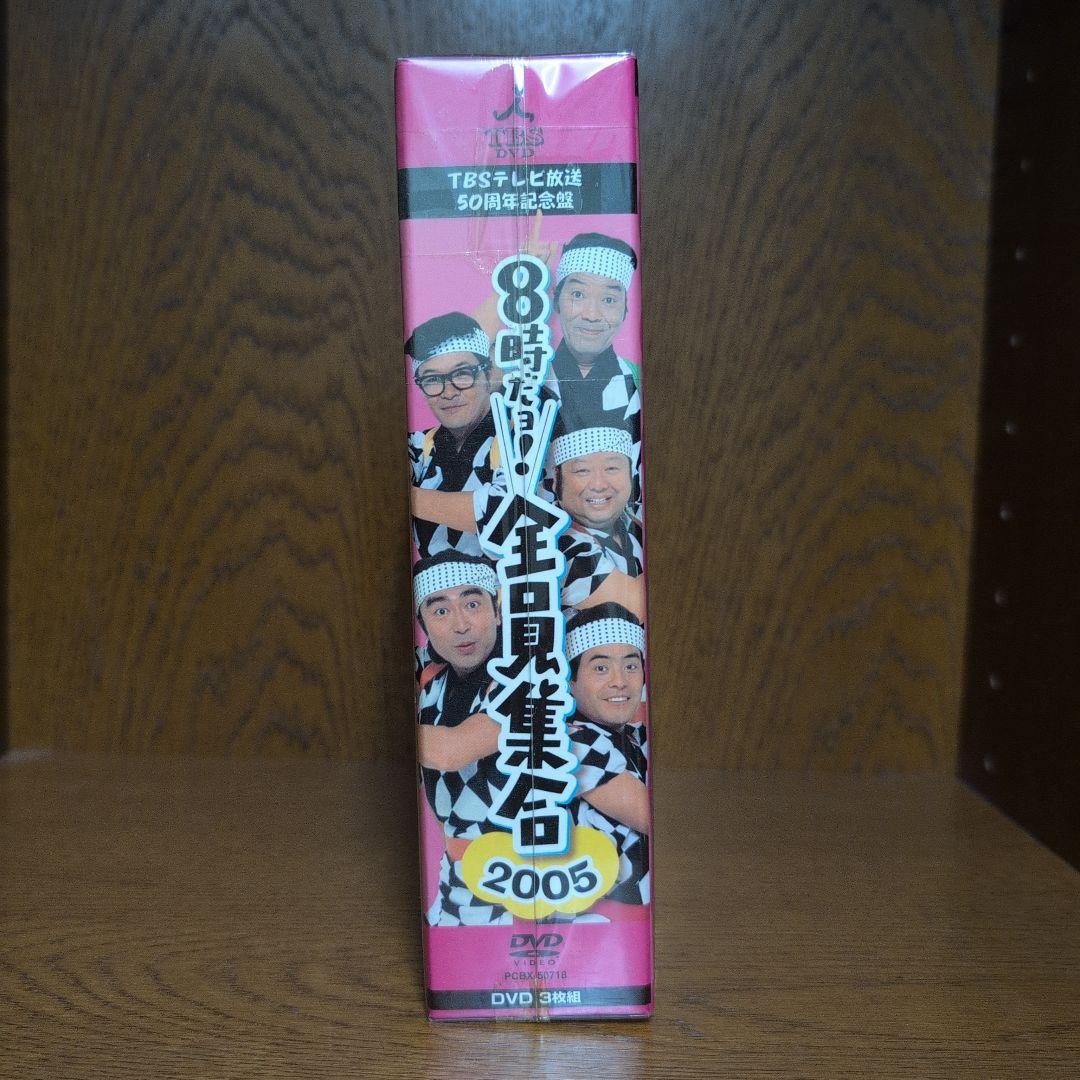 TBS
DVD
TBSテレビ放送
50周年記念盤
8時だョ!
全員集合
2005
DVD
VIDEO
PCBX-50718
DVD 3枚組